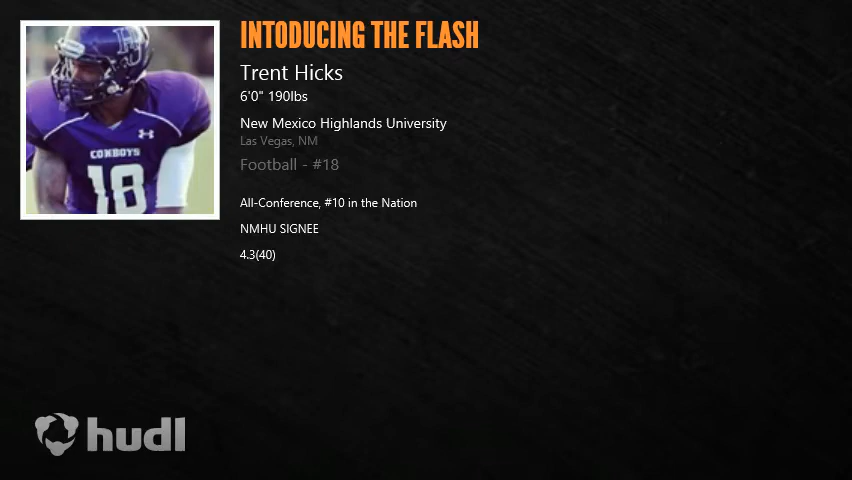 INTODUCING THE FLASH
Trent Hicks
6'0" 190lbs
New Mexico Highlands University
Las Vegas, NM
Football - #18
All-Conference, #10 in the Nation
NMHU SIGNEE
4.3(40)
HU
COWBOYS
18
hudl